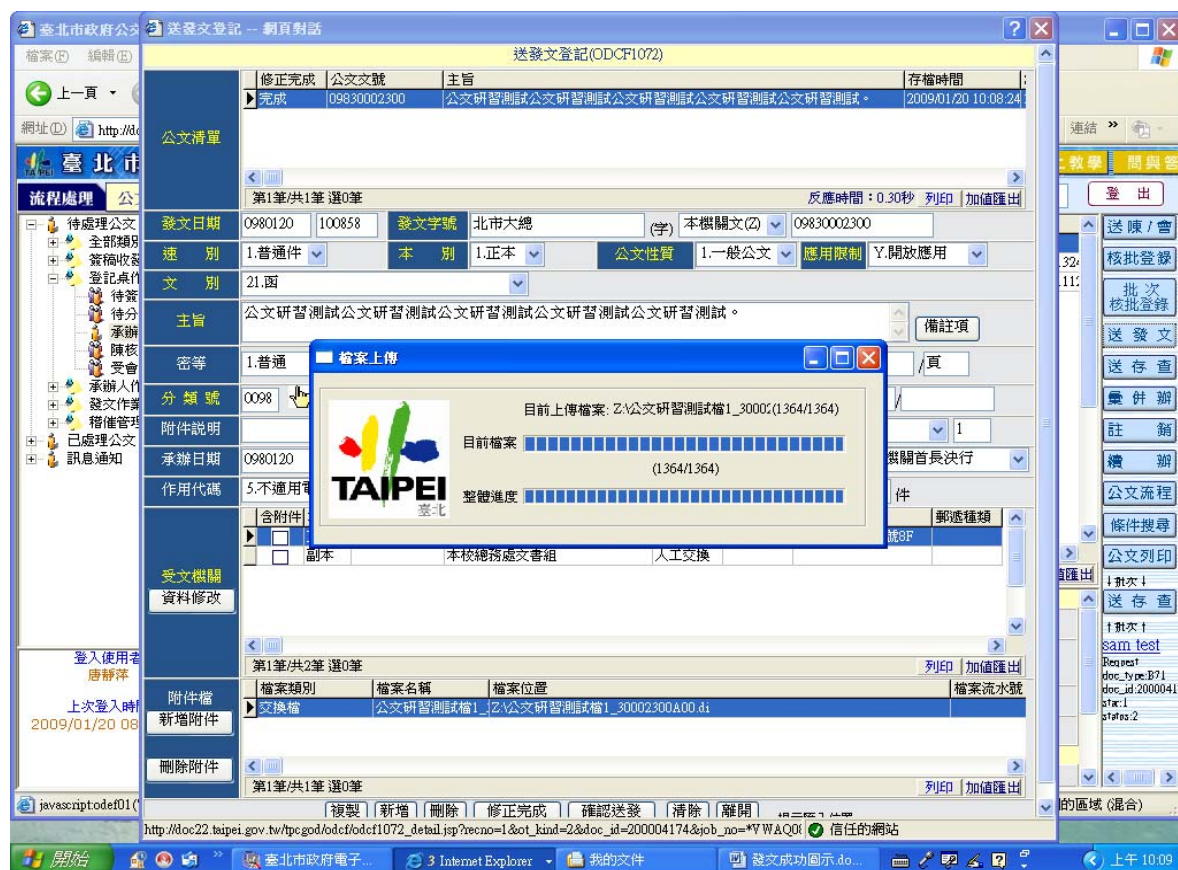 臺北市政府公文
送發文登記 -- 網頁對話
檔案(F) 編輯(E)
上一頁
網址(D) http://do
連結
送發文登記(ODCF1072)
臺 北 市
TAIPEI
教學 問與答
流程處理
登 出
公文清單
修正完成 公文文號 主旨 存檔時間
完成 09830002300 公文研習測試公文研習測試公文研習測試公文研習測試公文研習測試。 2009/01/20 10:08:24
第1筆/共1筆 選0筆 反應時間：0.30秒 列印 加值匯出
發文日期 0980120 100858 發文字號 北市大總 (字) 本機關文(Z) 09830002300
速 別 1.普通件 本 別 1.正本 公文性質 1.一般公文 應用限制 Y.開放應用
文 別 21.函
主旨 公文研習測試公文研習測試公文研習測試公文研習測試公文研習測試。 備註項
密等 1.普通 /頁
分 類 號 0098 /
附件說明 1
承辦日期 0980120 機關首長決行
作用代碼 5.不適用電 件
檔案上傳
目前上傳檔案: Z:\公文研習測試檔1_30002(1364/1364)
目前檔案
(1364/1364)
整體進度
TAIPEI
臺北
含附件 郵遞種類
號8F
副本 本校總務處文書組 人工交換
受文機關
資料修改
第1筆/共2筆 選0筆 列印 加值匯出
附件檔
新增附件
刪除附件
檔案類別 檔案名稱 檔案位置 檔案流水號
交換檔 公文研習測試檔1_ Z:\公文研習測試檔1_30002300A00.di
第1筆/共1筆 選0筆 列印 加值匯出
複製 新增 刪除 修正完成 確認送發 清除 離開
待處理公文
全部類別
簽稿收發
登記桌作
待簽
待分
承辦
陳核
受會
承辦人作
發文作業
稽催管理
已處理公文
訊息通知
登入使用者
唐靜萍
上次登入時間
2009/01/20 08
送陳/會
核批登錄
批 次
核批登錄
送 發 文
送 存 查
彙 併 辦
註 銷
續 辦
公文流程
條件搜尋
公文列印
↓批次↓
送 存 查
↑批次↑
sam test
Request
doc_type:B71
doc_id:2000041
star:1
status:2
javascript:odef01('
http://doc22.taipei.gov.tw/tpcgod/odcf/odcf1072_detail.jsp?recno=1&ot_kind=2&doc_id=200004174&job_no=*VWAQ0( 信任的網站
的區域 (混合)
開始 臺北市政府電子... 3 Internet Explorer 我的文件 發文成功圖示.do... 上午 10:09